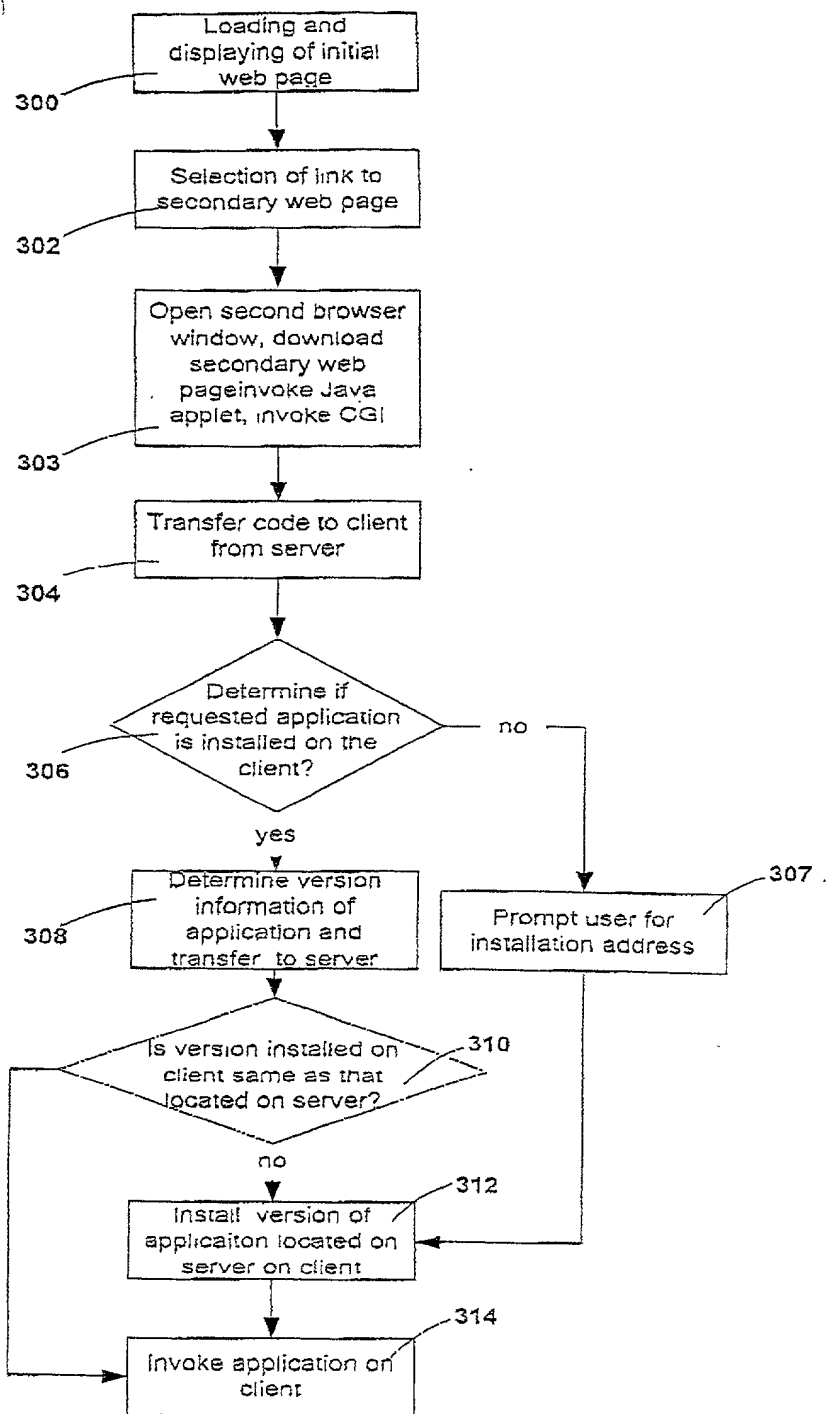 Loading and
displaying of initial
web page
300
Selection of link to
secondary web page
302
Open second browser
window, download
secondary web
pageinvoke Java
applet, invoke CGI
303
Transfer code to client
from server
304
Determine if
requested application
is installed on the
client?
306
no
yes
Determine version
information of
application and
transfer to server
308
307
Prompt user for
installation address
Is version installed on
client same as that
located on server?
310
no
312
Install version of
applicaiton located on
server on client
314
Invoke application on
client